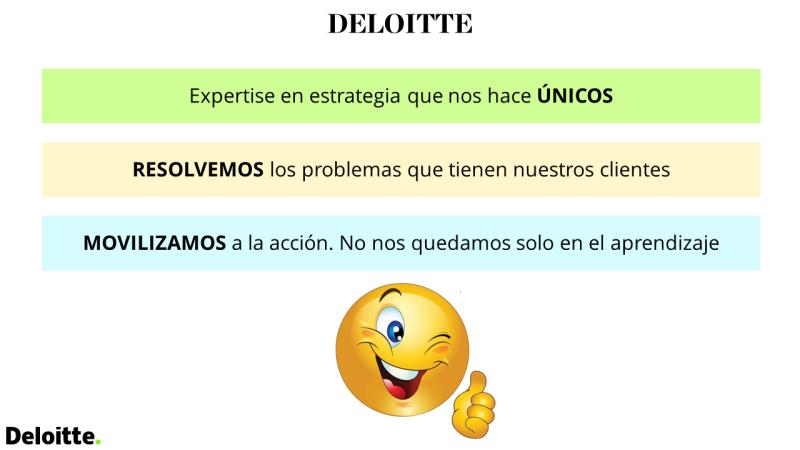 DELOITTE
Expertise en estrategia que nos hace ÚNICOS
RESOLVEMOS los problemas que tienen nuestros clientes
MOVILIZAMOS a la acción. No nos quedamos solo en el aprendizaje
Deloitte.